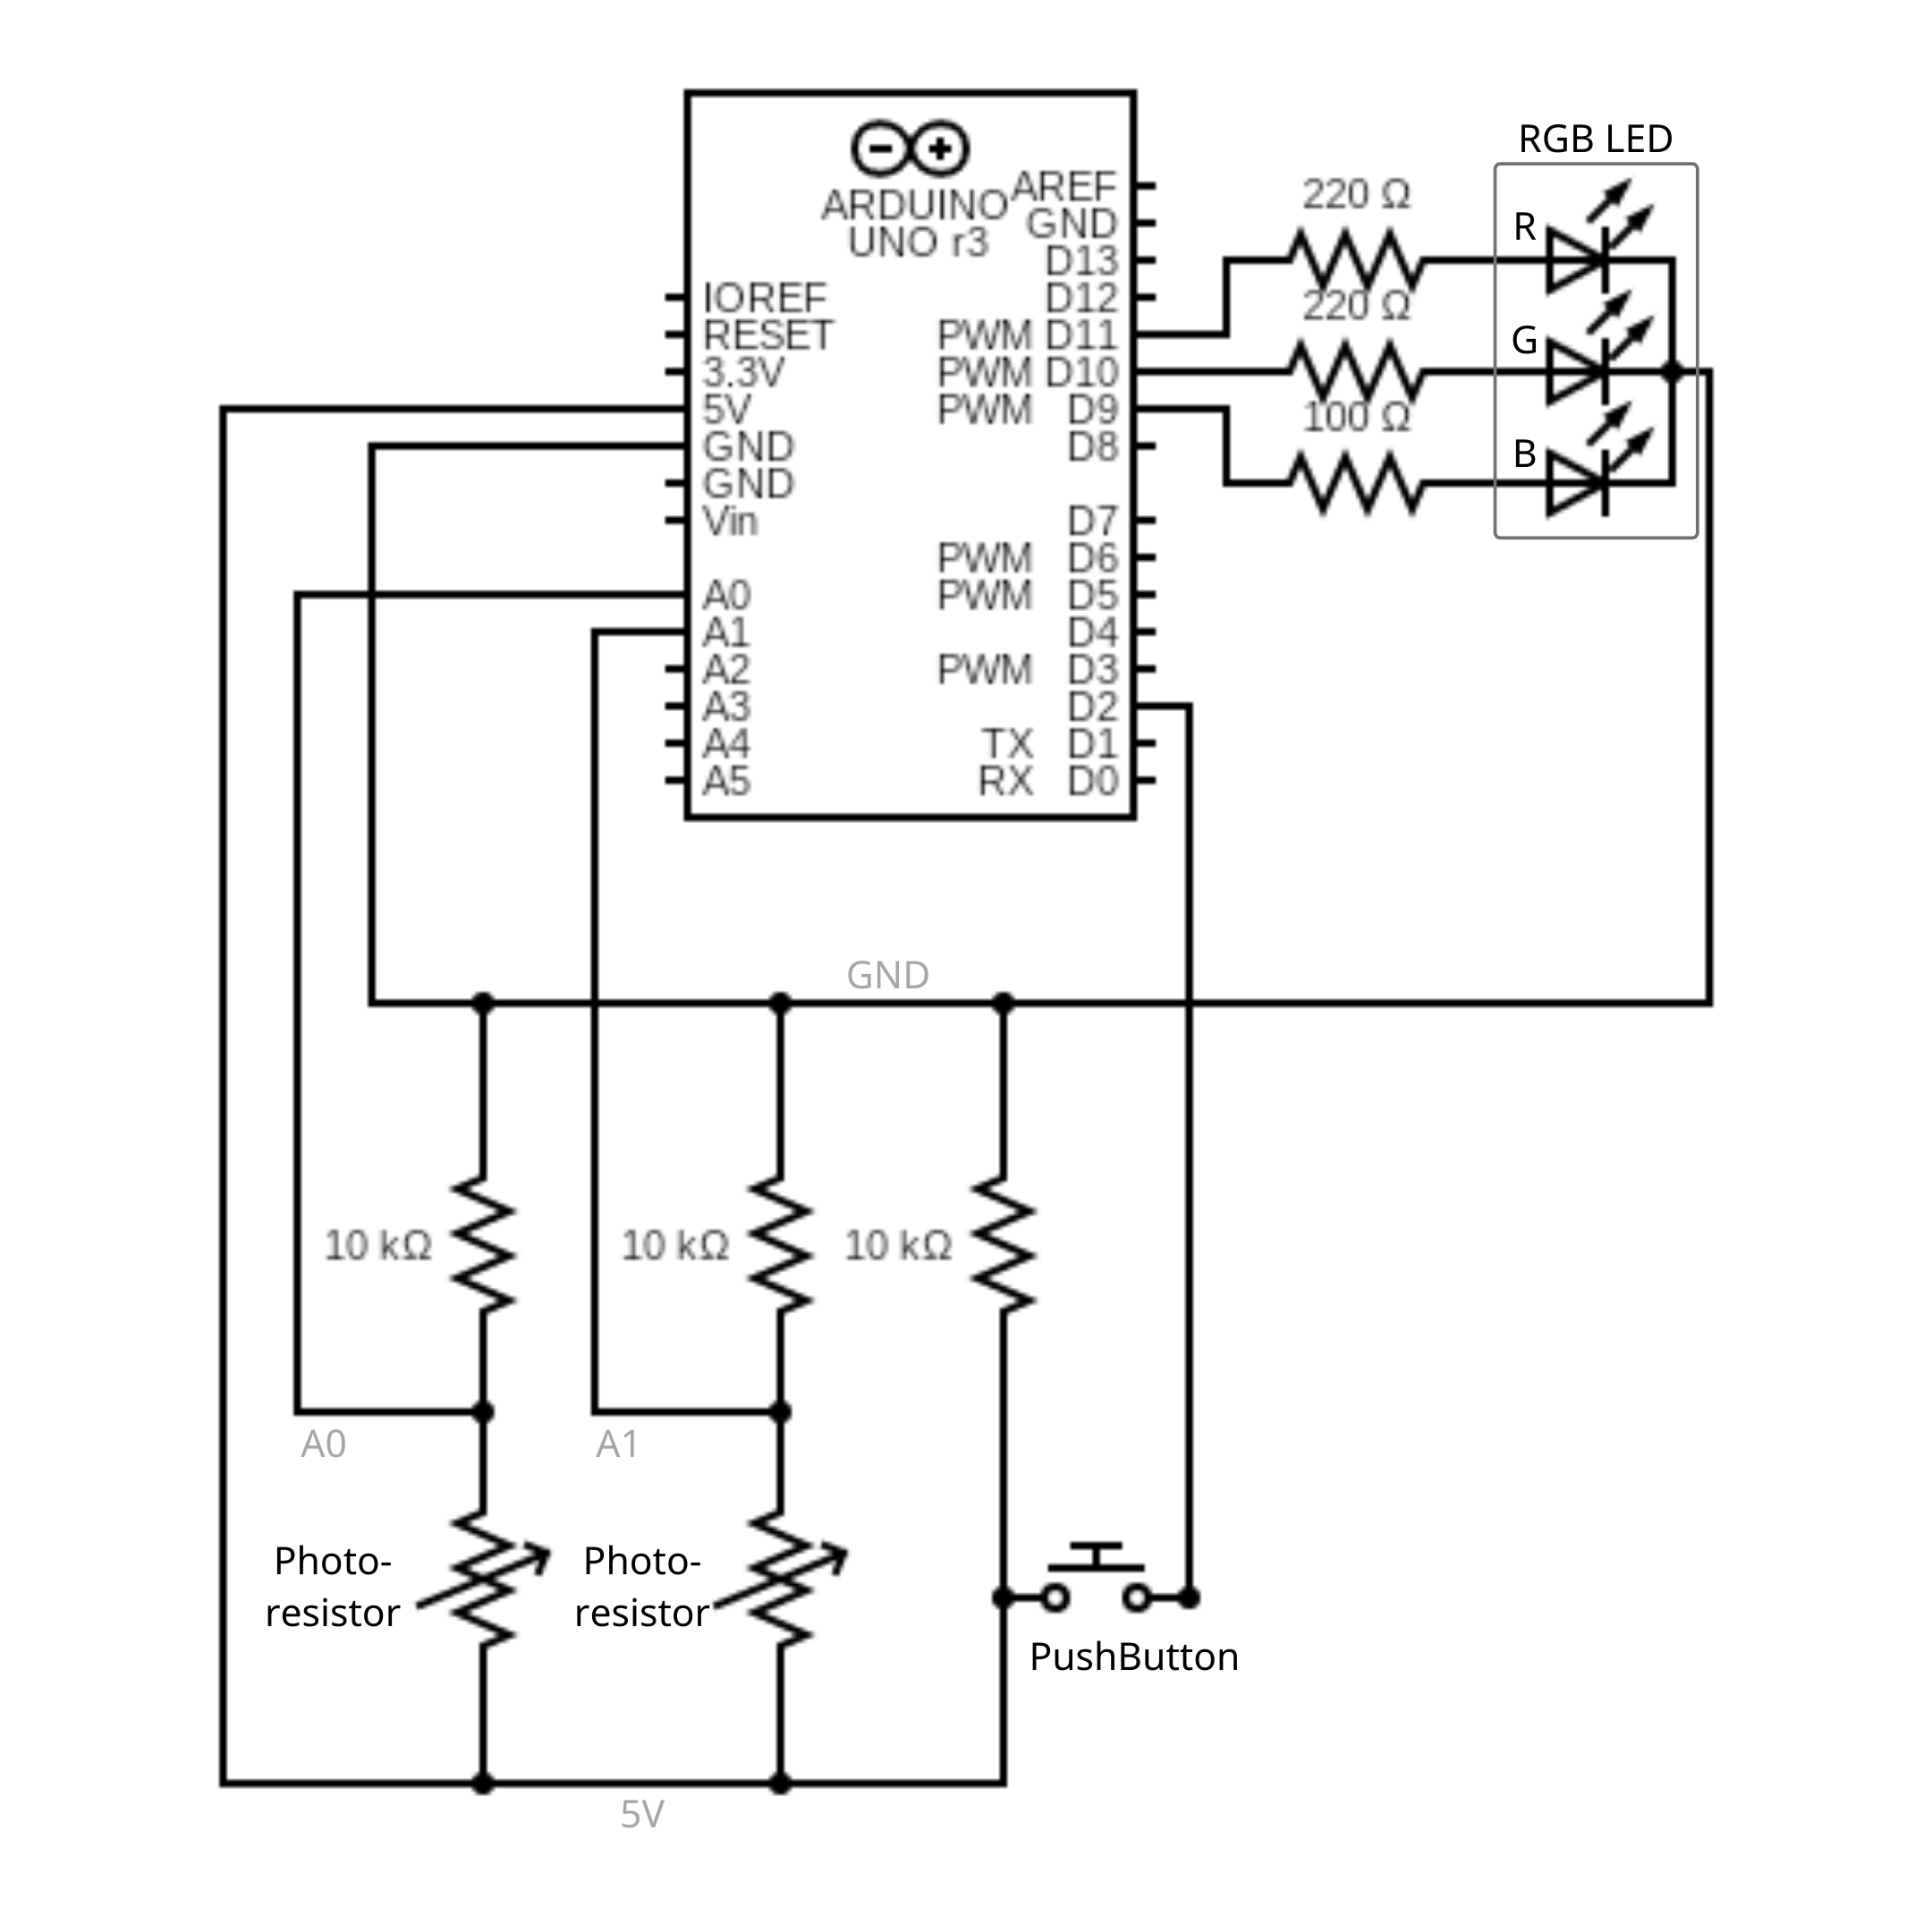 RGB LED
ARDUINO
UNO r3
AREF
GND
D13
D12
PWM D11
PWM D10
PWM D9
D8
D7
PWM D6
PWM D5
D4
PWM D3
D2
TX D1
RX D0
IOREF
RESET
3.3V
5V
GND
GND
Vin
A0
A1
A2
A3
A4
A5
220 Ω
220 Ω
100 Ω
R
G
B
GND
10 kΩ
10 kΩ
10 kΩ
A0
A1
Photo-
resistor
Photo-
resistor
PushButton
5V